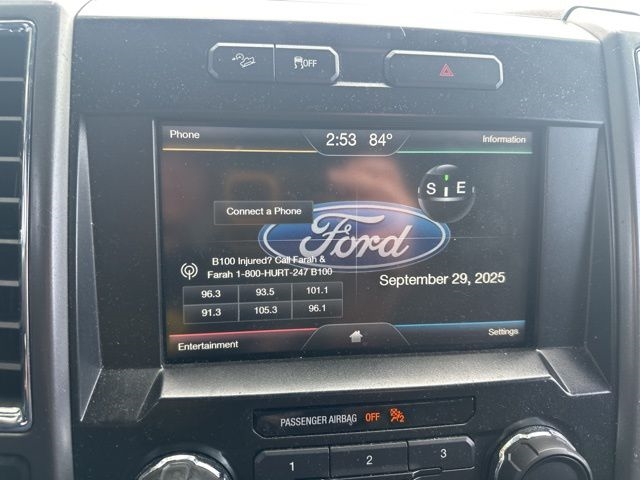 OFF
Phone
2:53 84°
Information
S E
Connect a Phone
Ford
B100 Injured? Call Farah &
Farah 1-800-HURT-247 B100
September 29, 2025
96.3 93.5 101.1
91.3 105.3 96.1
Entertainment
Settings
PASSENGER AIRBAG OFF 2
1 2 3